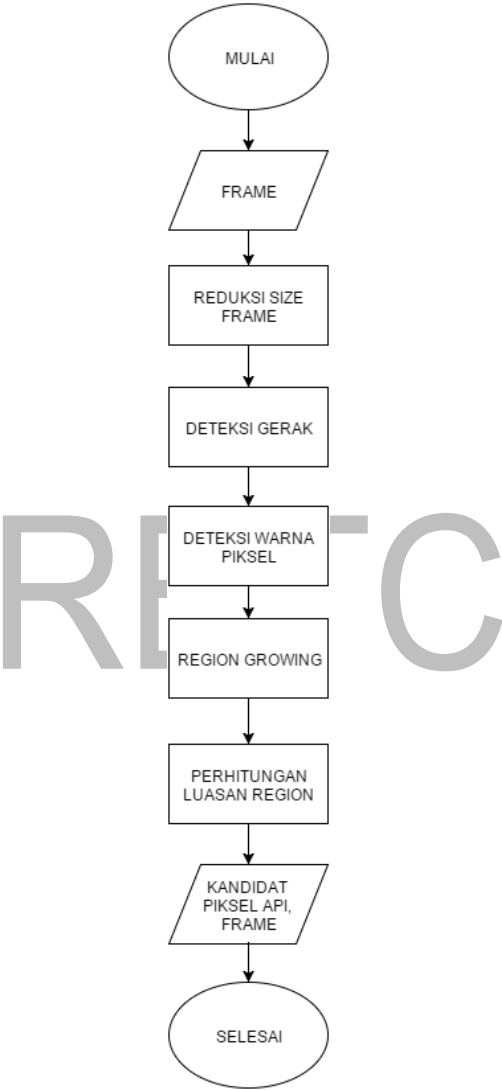 MULAI
FRAME
REDUKSI SIZE
FRAME
DETEKSI GERAK
DETEKSI WARNA
PIKSEL
REGION GROWING
PERHITUNGAN
LUASAN REGION
KANDIDAT
PIKSEL API,
FRAME
SELESAI